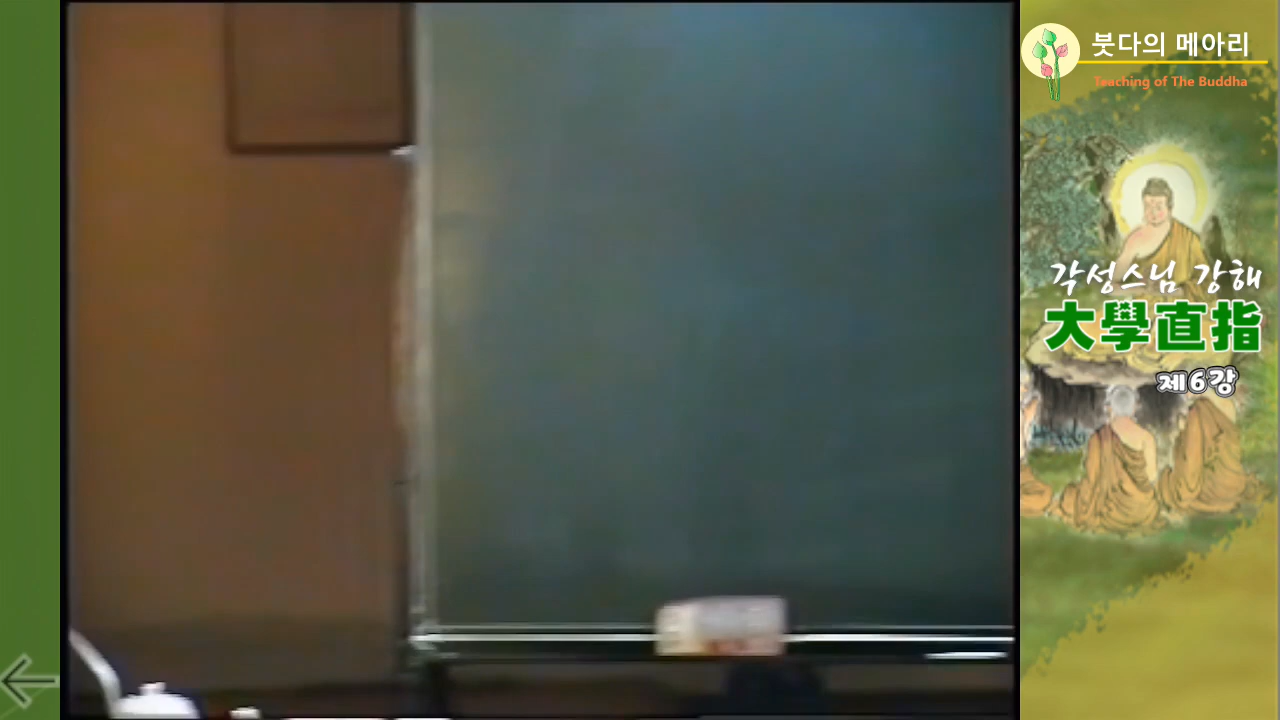 붓다의 메아리
Teaching of The Buddha
각성스님 강해
大學直指
제6강